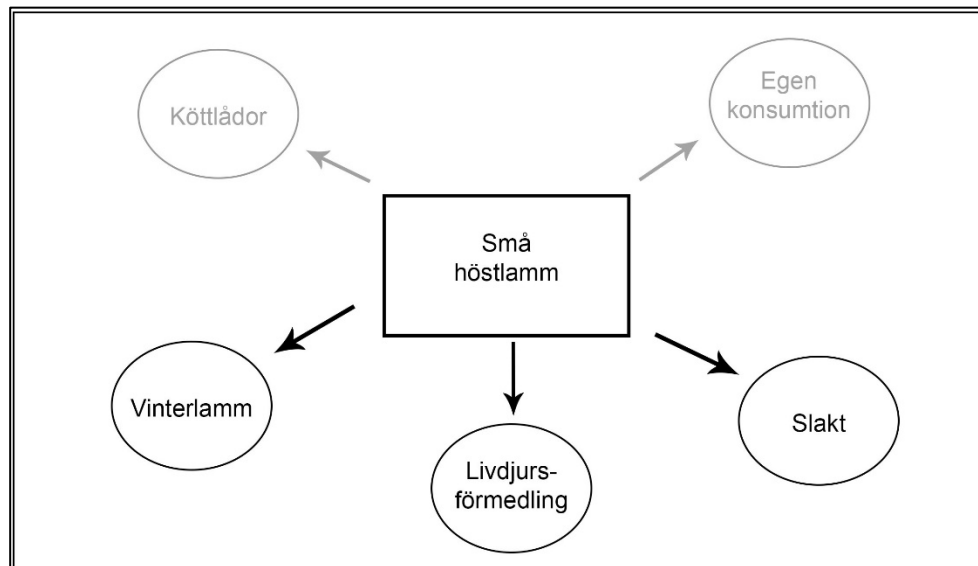 Köttlådor
Egen
konsumtion
Små
höstlamm
Vinterlamm
Livdjurs-
förmedling
Slakt